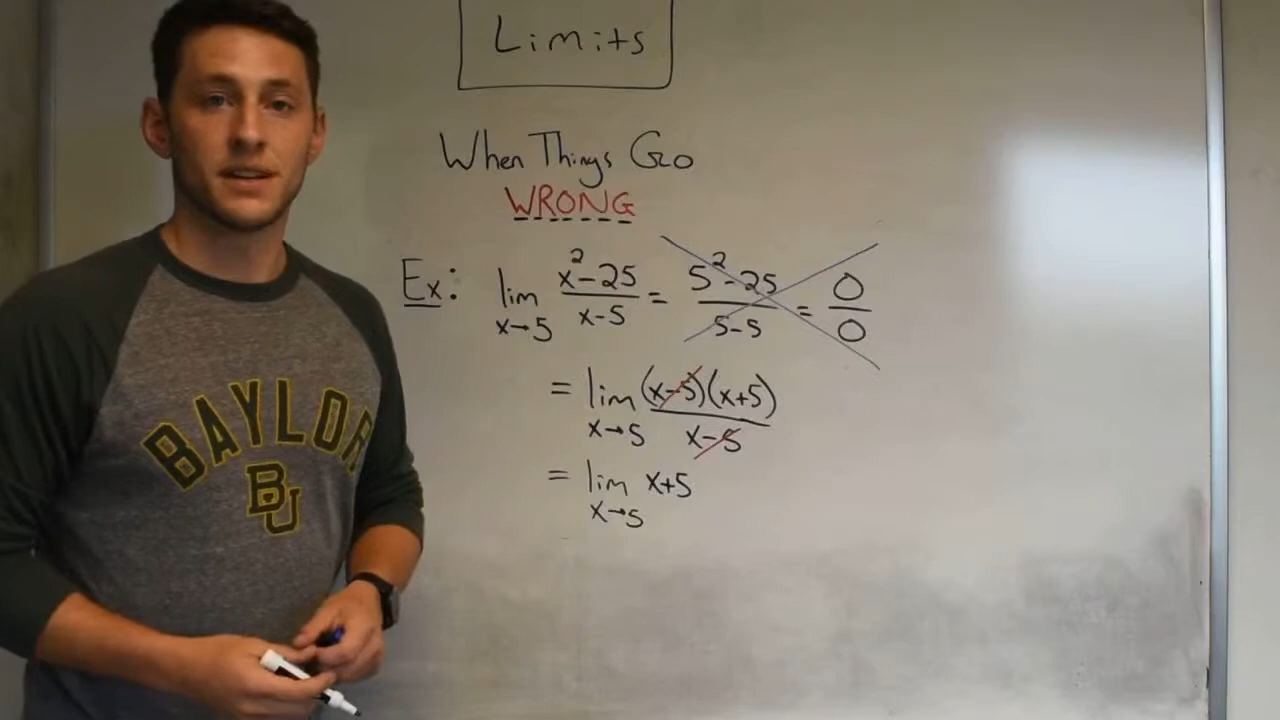 Limits
When Things Go
WRONG
Ex: lim x→5 x²-25 / x-5 = 5²-25 / 5-5 = 0/0
= lim x→5 (x-5)(x+5) / x-5
= lim x→5 x+5
BAYLOR
BU